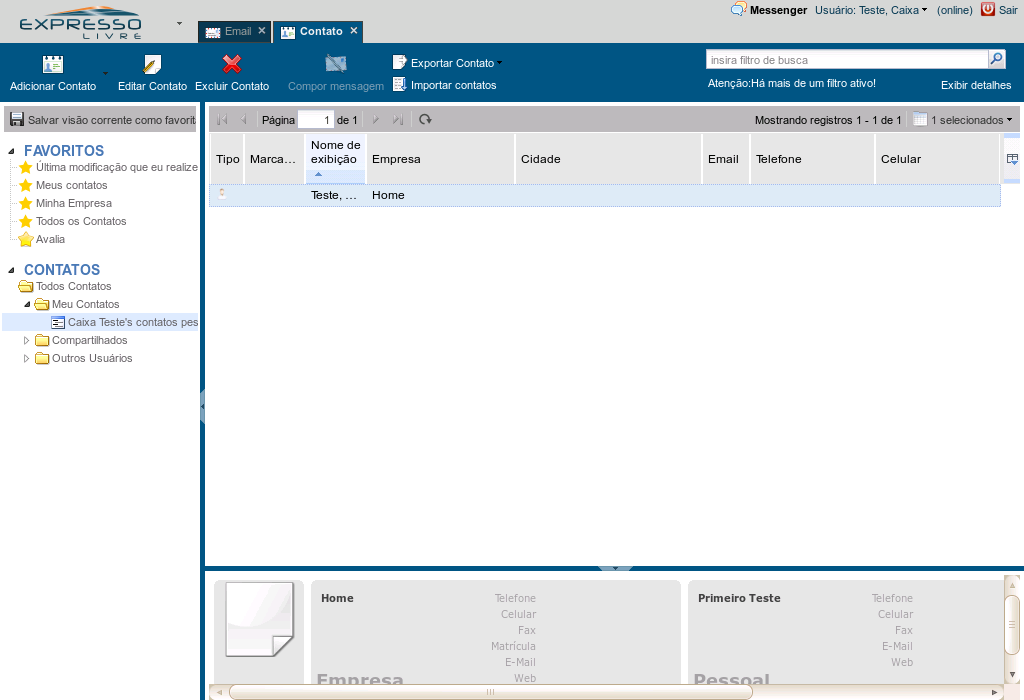 EXPRESSO
LIVRE
Email
Contato
Messenger
Usuário: Teste, Caixa
(online)
Sair
Adicionar Contato
Editar Contato
Excluir Contato
Compor mensagem
Exportar Contato
Importar contatos
insira filtro de busca
Atenção:Há mais de um filtro ativo!
Exibir detalhes
Salvar visão corrente como favorit
FAVORITOS
Última modificação que eu realize
Meus contatos
Minha Empresa
Todos os Contatos
Avalia
CONTATOS
Todos Contatos
Meu Contatos
Caixa Teste's contatos pes
Compartilhados
Outros Usuários
Página 1 de 1
Mostrando registros 1 - 1 de 1
1 selecionados
Tipo Marca... Nome de exibição Empresa Cidade Email Telefone Celular
Teste, ... Home
Home
Telefone
Celular
Fax
Matrícula
E-Mail
Web
Empresa
Primeiro Teste
Telefone
Celular
Fax
E-Mail
Web
Pessoal